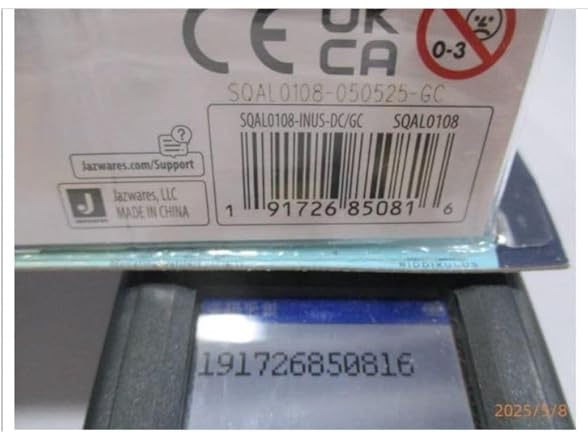 CE UK
CA
0-3
SQAL0108-050525-GC
SQAL0108-INUS-DC/GC SQAL0108
Jazwares.com/Support
J
Jazwares, LLC
MADE IN CHINA
1 91726 85081 6
191726850816
2025/5/8